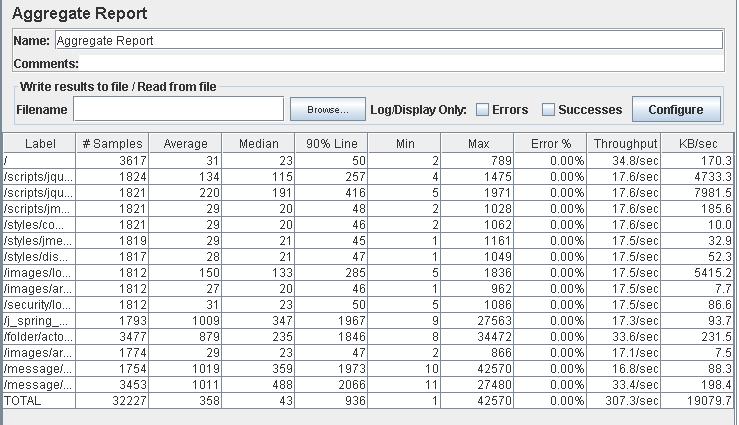 Aggregate Report
Name: Aggregate Report
Comments:
Write results to file / Read from file
Filename Browse... Log/Display Only: Errors Successes Configure
Label # Samples Average Median 90% Line Min Max Error % Throughput KB/sec
/ 3617 31 23 50 2 789 0.00% 34.8/sec 170.3
/scripts/jqu... 1824 134 115 257 4 1475 0.00% 17.6/sec 4733.3
/scripts/jqu... 1821 220 191 416 5 1971 0.00% 17.6/sec 7981.5
/scripts/jm... 1821 29 20 48 2 1028 0.00% 17.6/sec 185.6
/styles/co... 1821 29 20 46 2 1062 0.00% 17.6/sec 10.0
/styles/jme... 1819 29 21 45 1 1161 0.00% 17.5/sec 32.9
/styles/dis... 1817 28 21 47 1 1049 0.00% 17.5/sec 52.3
/images/lo... 1812 150 133 285 5 1836 0.00% 17.5/sec 5415.2
/images/ar... 1812 27 20 46 1 962 0.00% 17.5/sec 7.7
/security/lo... 1812 31 23 50 5 1086 0.00% 17.5/sec 86.6
/j_spring_... 1793 1009 347 1967 9 27563 0.00% 17.3/sec 93.7
/folder/acto... 3477 879 235 1846 8 34472 0.00% 33.6/sec 231.5
/images/ar... 1774 29 23 47 2 866 0.00% 17.1/sec 7.5
/message/... 1754 1019 359 1973 10 42570 0.00% 16.8/sec 88.3
/message/... 3453 1011 488 2066 11 27480 0.00% 33.4/sec 198.4
TOTAL 32227 358 43 936 1 42570 0.00% 307.3/sec 19079.7